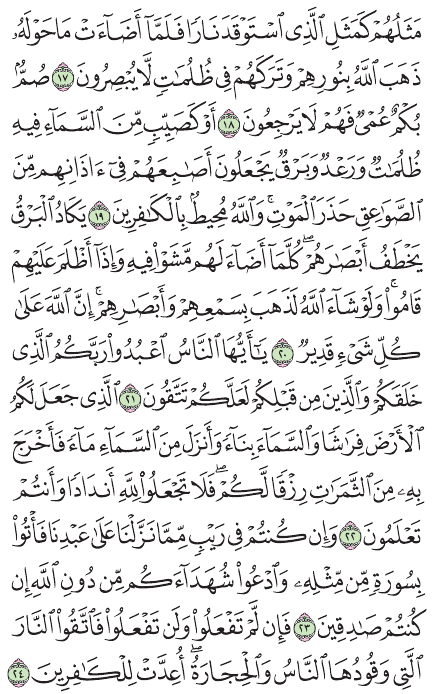 مَثَلُهُمْ كَمَثَلِ ٱلَّذِى ٱسْتَوْقَدَ نَارًا فَلَمَّآ أَضَآءَتْ مَا حَوْلَهُۥ
ذَهَبَ ٱللَّهُ بِنُورِهِمْ وَتَرَكَهُمْ فِى ظُلُمَٰتٍ لَّا يُبْصِرُونَ ١٧ صُمٌّۢ
بُكْمٌ عُمْىٌ فَهُمْ لَا يَرْجِعُونَ ١٨ أَوْ كَصَيِّبٍ مِّنَ ٱلسَّمَآءِ فِيهِ
ظُلُمَٰتٌ وَرَعْدٌ وَبَرْقٌ يَجْعَلُونَ أَصَٰبِعَهُمْ فِىٓ ءَاذَانِهِم مِّنَ
ٱلصَّوَٰعِقِ حَذَرَ ٱلْمَوْتِ ۚ وَٱللَّهُ مُحِيطٌۢ بِٱلْكَٰفِرِينَ ١٩ يَكَادُ ٱلْبَرْقُ
يَخْطَفُ أَبْصَٰرَهُمْ ۖ كُلَّمَآ أَضَآءَ لَهُم مَّشَوْا۟ فِيهِ وَإِذَآ أَظْلَمَ عَلَيْهِمْ
قَامُوا۟ ۚ وَلَوْ شَآءَ ٱللَّهُ لَذَهَبَ بِسَمْعِهِمْ وَأَبْصَٰرِهِمْ ۚ إِنَّ ٱللَّهَ عَلَىٰ
كُلِّ شَىْءٍ قَدِيرٌ ٢٠ يَٰٓأَيُّهَا ٱلنَّاسُ ٱعْبُدُوا۟ رَبَّكُمُ ٱلَّذِى
خَلَقَكُمْ وَٱلَّذِينَ مِن قَبْلِكُمْ لَعَلَّكُمْ تَتَّقُونَ ٢١ ٱلَّذِى جَعَلَ لَكُمُ
ٱلْأَرْضَ فِرَٰشًا وَٱلسَّمَآءَ بِنَآءً وَأَنزَلَ مِنَ ٱلسَّمَآءِ مَآءً فَأَخْرَجَ
بِهِۦ مِنَ ٱلثَّمَرَٰتِ رِزْقًا لَّكُمْ ۖ فَلَا تَجْعَلُوا۟ لِلَّهِ أَندَادًا وَأَنتُمْ
تَعْلَمُونَ ٢٢ وَإِن كُنتُمْ فِى رَيْبٍ مِّمَّا نَزَّلْنَا عَلَىٰ عَبْدِنَا فَأْتُوا۟
بِسُورَةٍ مِّن مِّثْلِهِۦ وَٱدْعُوا۟ شُهَدَآءَكُم مِّن دُونِ ٱللَّهِ إِن
كُنتُمْ صَٰدِقِينَ ٢٣ فَإِن لَّمْ تَفْعَلُوا۟ وَلَن تَفْعَلُوا۟ فَٱتَّقُوا۟ ٱلنَّارَ
ٱلَّتِى وَقُودُهَا ٱلنَّاسُ وَٱلْحِجَارَةُ ۖ أُعِدَّتْ لِلْكَٰفِرِينَ ٢٤